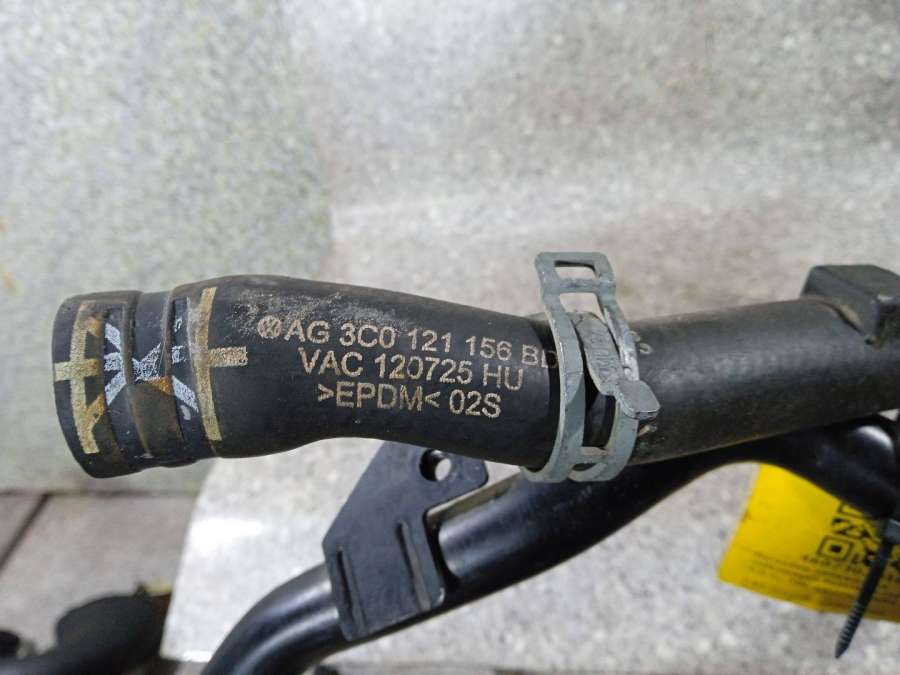 AG 3C0 121 156 BD
VAC 120725 HU
>EPDM< 02S